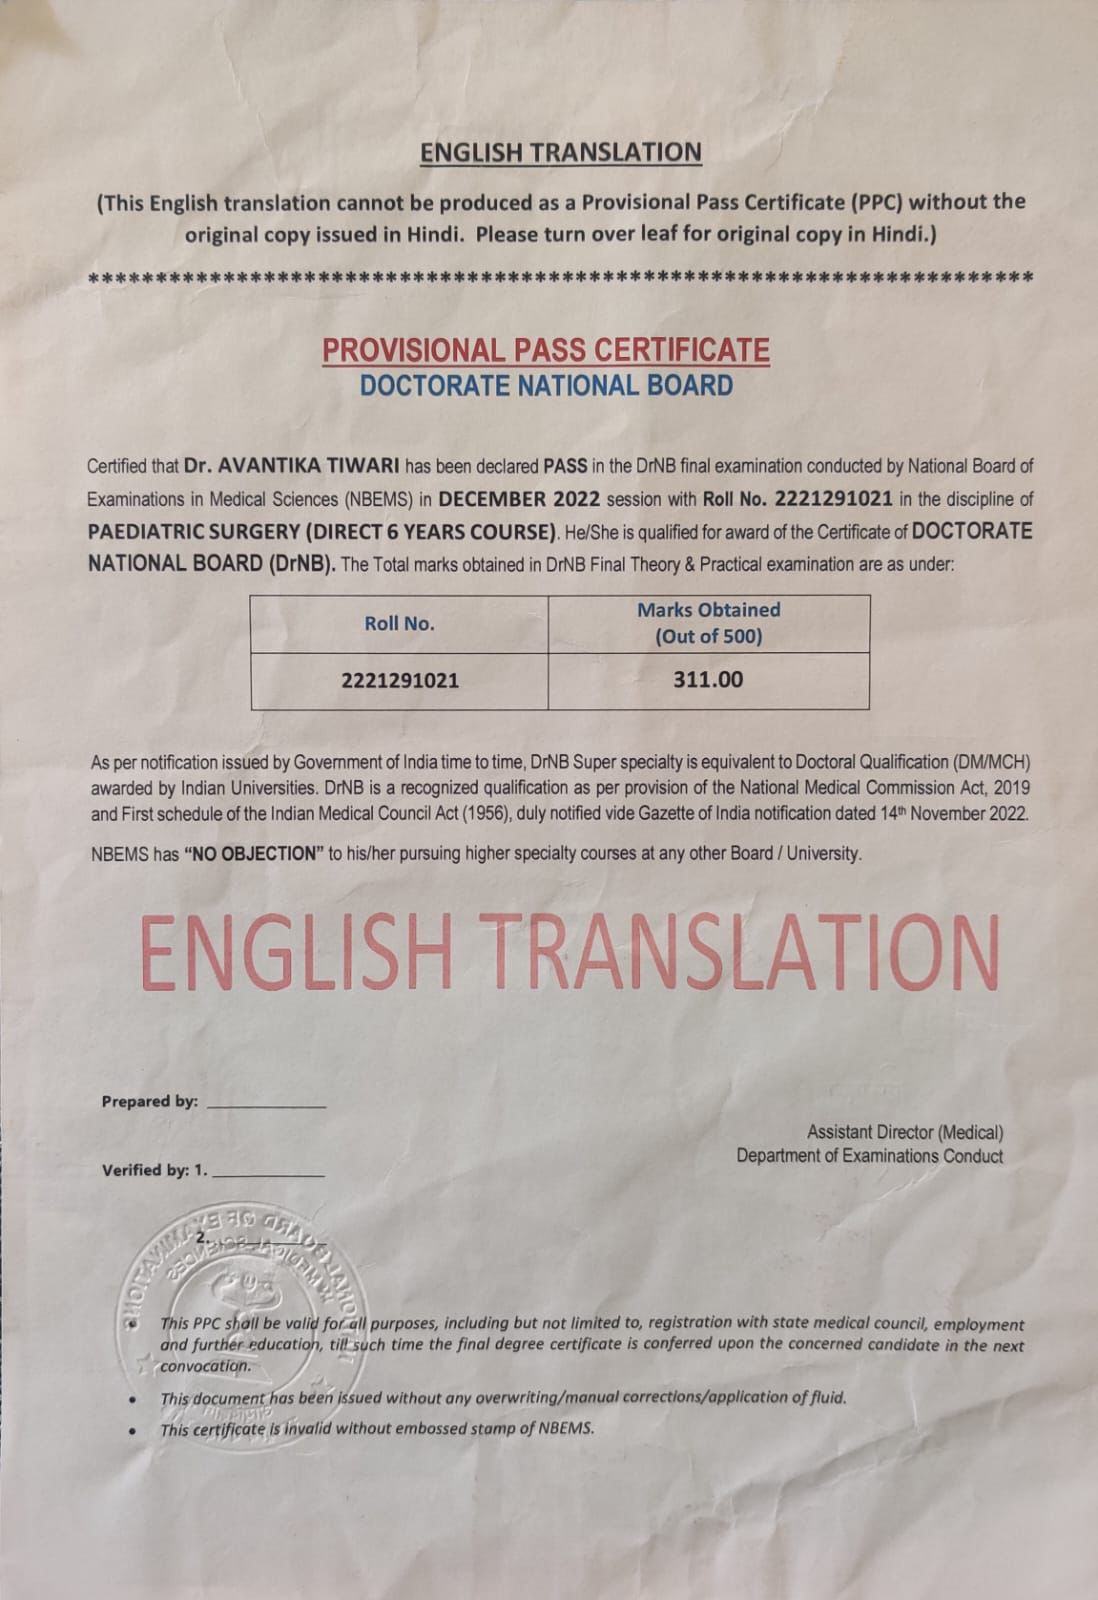 ENGLISH TRANSLATION
(This English translation cannot be produced as a Provisional Pass Certificate (PPC) without the
original copy issued in Hindi. Please turn over leaf for original copy in Hindi.)
**********************************************************************
PROVISIONAL PASS CERTIFICATE
DOCTORATE NATIONAL BOARD
Certified that Dr. AVANTIKA TIWARI has been declared PASS in the DrNB final examination conducted by National Board of
Examinations in Medical Sciences (NBEMS) in DECEMBER 2022 session with Roll No. 2221291021 in the discipline of
PAEDIATRIC SURGERY (DIRECT 6 YEARS COURSE). He/She is qualified for award of the Certificate of DOCTORATE
NATIONAL BOARD (DrNB). The Total marks obtained in DrNB Final Theory & Practical examination are as under:
Roll No.
Marks Obtained
(Out of 500)
2221291021
311.00
As per notification issued by Government of India time to time, DrNB Super specialty is equivalent to Doctoral Qualification (DM/MCH)
awarded by Indian Universities. DrNB is a recognized qualification as per provision of the National Medical Commission Act, 2019
and First schedule of the Indian Medical Council Act (1956), duly notified vide Gazette of India notification dated 14th November 2022.
NBEMS has “NO OBJECTION” to his/her pursuing higher specialty courses at any other Board / University.
ENGLISH TRANSLATION
Prepared by: ____________
Assistant Director (Medical)
Department of Examinations Conduct
Verified by: 1. ____________
2. ____________
NATIONAL BOARD OF EXAMINATIONS
IN MEDICAL SCIENCES
• This PPC shall be valid for all purposes, including but not limited to, registration with state medical council, employment
and further education, till such time the final degree certificate is conferred upon the concerned candidate in the next
convocation.
• This document has been issued without any overwriting/manual corrections/application of fluid.
• This certificate is invalid without embossed stamp of NBEMS.